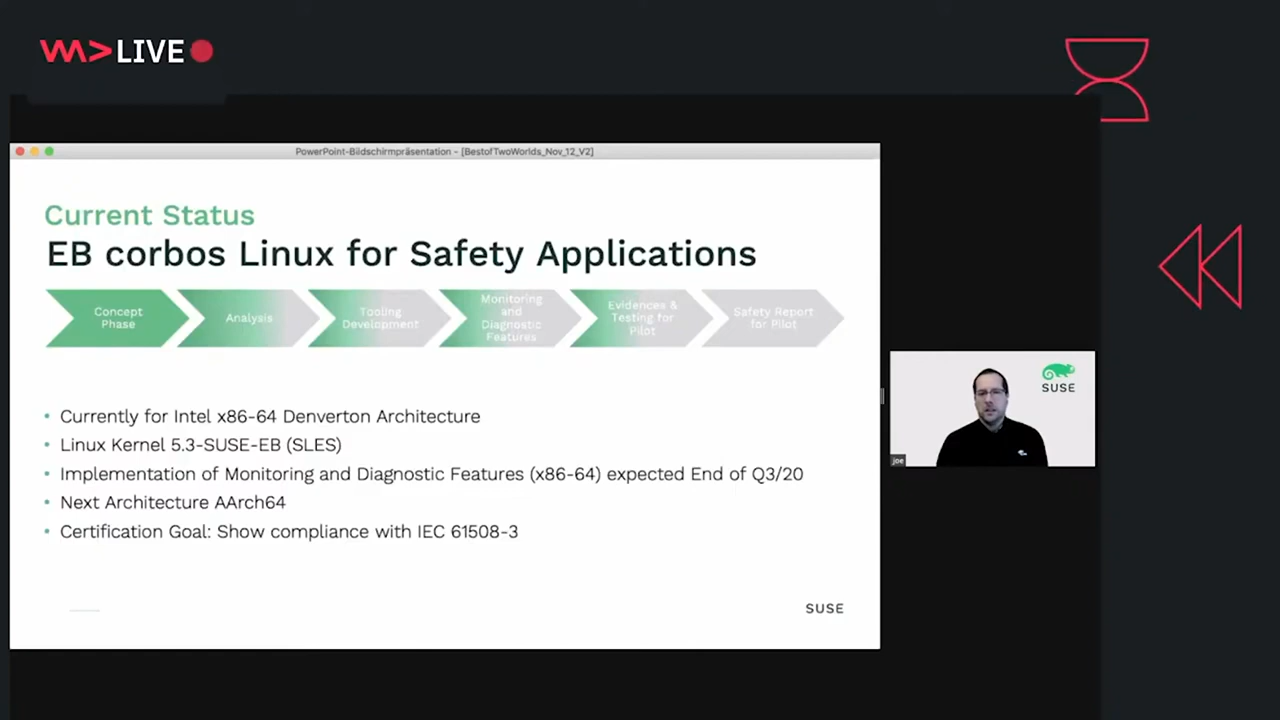 LIVE
PowerPoint-Bildschirmpräsentation - [BestofTwoWorlds_Nov_12_V2]
Current Status
EB corbos Linux for Safety Applications
Concept
Phase
Analysis
Tooling
Development
Monitoring
and
Diagnostic
Features
Evidences &
Testing for
Pilot
Safety Report
for Pilot
• Currently for Intel x86-64 Denverton Architecture
• Linux Kernel 5.3-SUSE-EB (SLES)
• Implementation of Monitoring and Diagnostic Features (x86-64) expected End of Q3/20
• Next Architecture AArch64
• Certification Goal: Show compliance with IEC 61508-3
SUSE
SUSE
joe